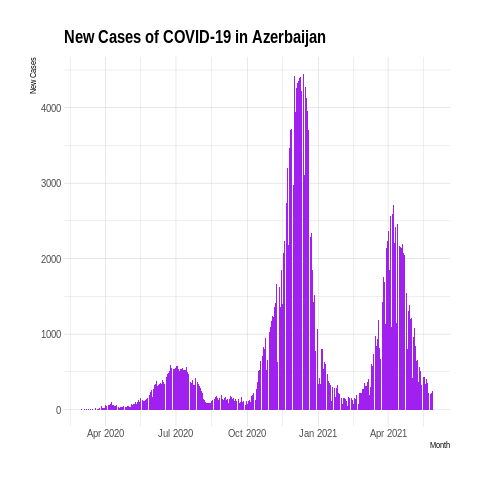 New Cases of COVID-19 in Azerbaijan
New Cases
4000
3000
2000
1000
0
Apr 2020 Jul 2020 Oct 2020 Jan 2021 Apr 2021
Month